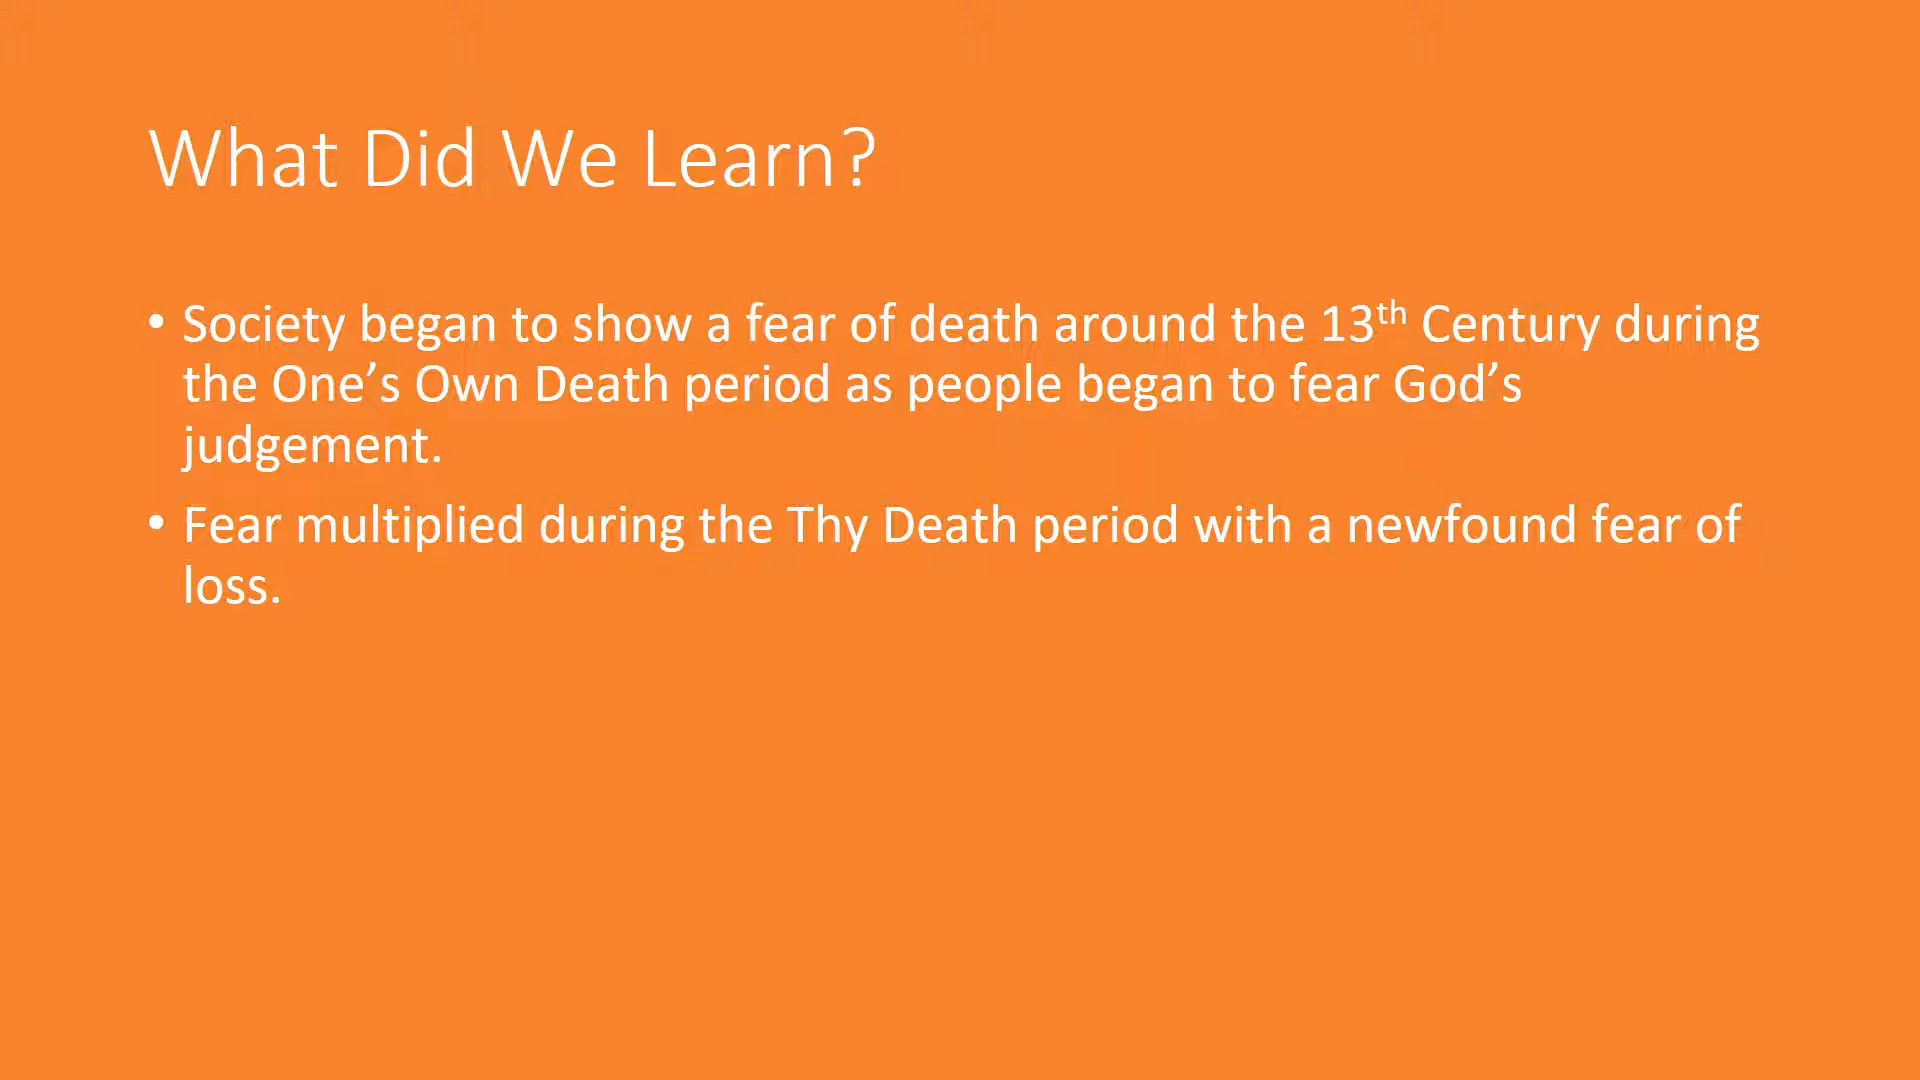 What Did We Learn?
• Society began to show a fear of death around the 13th Century during
the One’s Own Death period as people began to fear God’s
judgement.
• Fear multiplied during the Thy Death period with a newfound fear of
loss.